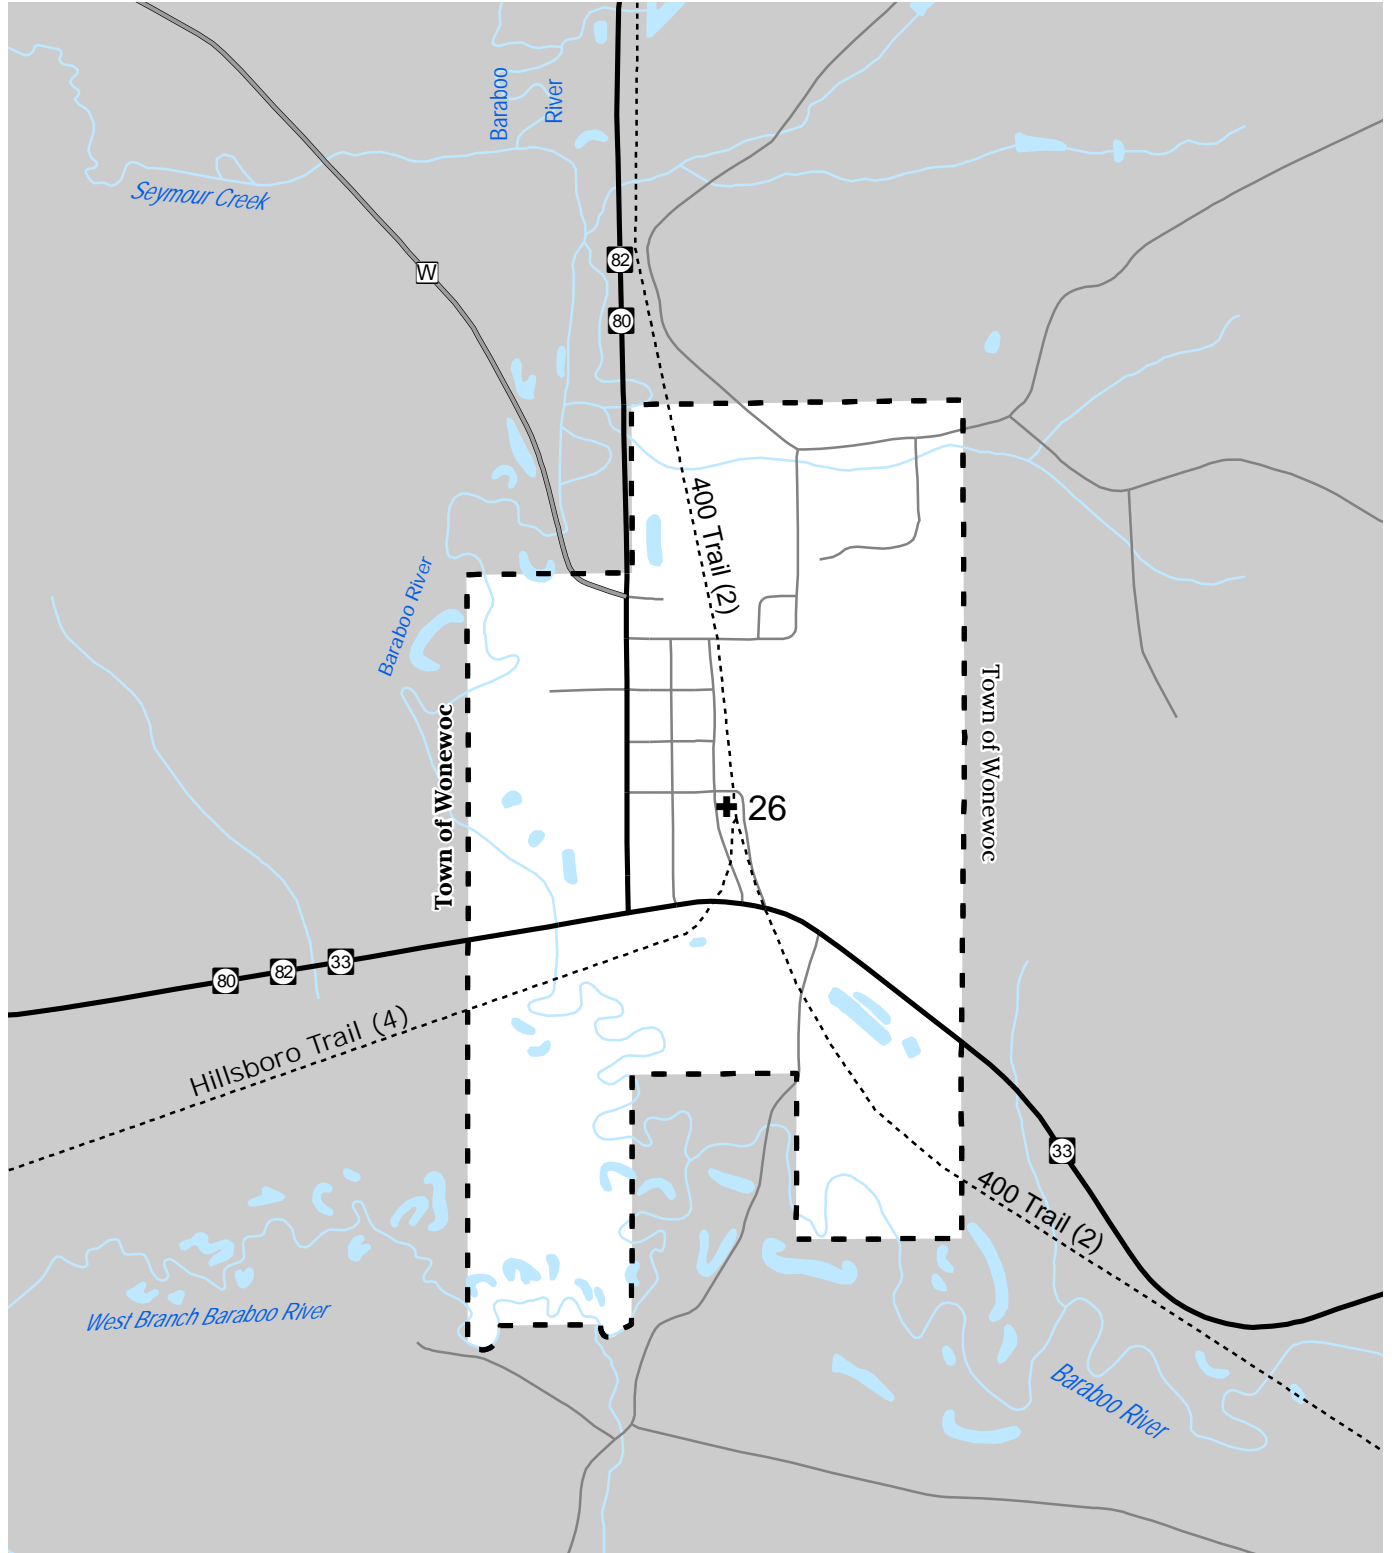 Baraboo
River
Seymour Creek
82
W
80
400 Trail (2)
Baraboo River
Town of Wonewoc
Town of Wonewoc
26
33
82
80
Hillsboro Trail (4)
33
400 Trail (2)
West Branch Baraboo River
Baraboo River